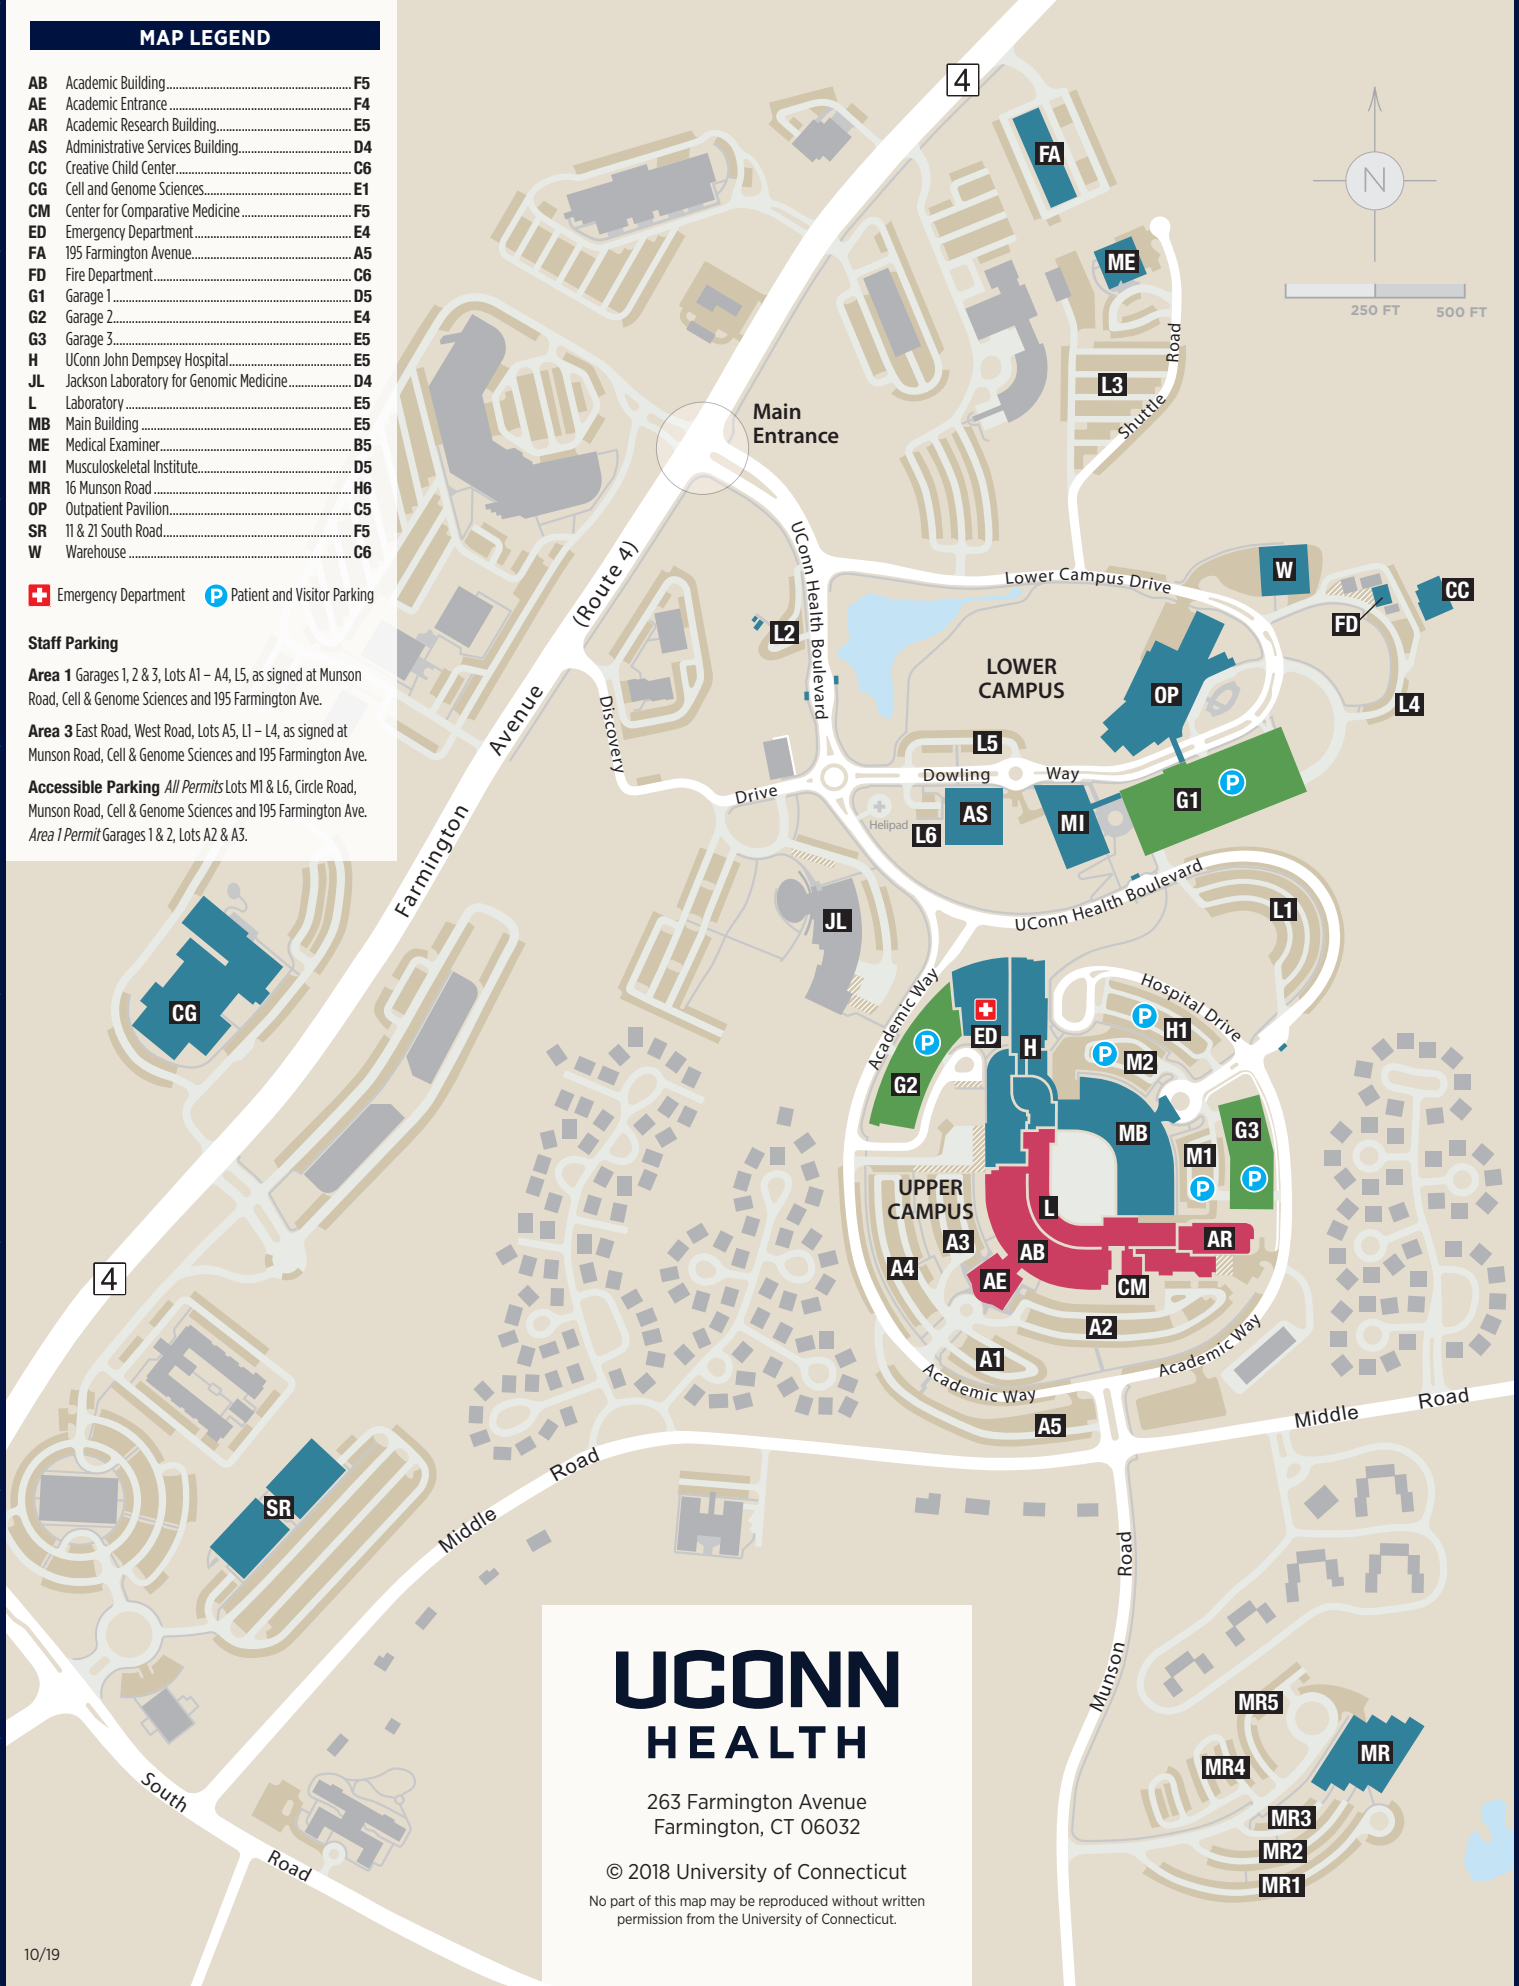 MAP LEGEND
AB Academic Building F5
AE Academic Entrance F4
AR Academic Research Building E5
AS Administrative Services Building D4
CC Creative Child Center C6
CG Cell and Genome Sciences E1
CM Center for Comparative Medicine F5
ED Emergency Department E4
FA 195 Farmington Avenue A5
FD Fire Department C6
G1 Garage 1 D5
G2 Garage 2 E4
G3 Garage 3 E5
H UConn John Dempsey Hospital E5
JL Jackson Laboratory for Genomic Medicine D4
L Laboratory E5
MB Main Building E5
ME Medical Examiner B5
MI Musculoskeletal Institute D5
MR 16 Munson Road H6
OP Outpatient Pavilion C5
SR 11 & 21 South Road F5
W Warehouse C6
Emergency Department
P Patient and Visitor Parking
Staff Parking
Area 1 Garages 1, 2 & 3, Lots A1 – A4, L5, as signed at Munson
Road, Cell & Genome Sciences and 195 Farmington Ave.
Area 3 East Road, West Road, Lots A5, L1 – L4, as signed at
Munson Road, Cell & Genome Sciences and 195 Farmington Ave.
Accessible Parking All Permits Lots M1 & L6, Circle Road,
Munson Road, Cell & Genome Sciences and 195 Farmington Ave.
Area 1 Permit Garages 1 & 2, Lots A2 & A3.
4
FA
ME
N
250 FT 500 FT
Road
Shuttle
L3
Main
Entrance
UConn Health Boulevard
Lower Campus Drive
W
CC
FD
L4
(Route 4)
Avenue
Farmington
L2
LOWER
CAMPUS
OP
Discovery
Drive
L5
Dowling Way
P
G1
AS
MI
Helipad
L6
UConn Health Boulevard
L1
JL
CG
Academic Way
Hospital Drive
ED
P
H
P
H1
P
M2
G2
MB
G3
M1
P
P
UPPER
CAMPUS
L
AR
A3
AB
A4
AE
CM
A2
A1
Academic Way
Academic Way
A5
4
Middle Road
Middle Road
SR
Road
Munson
MR5
MR
MR4
MR3
MR2
MR1
South
Road
UCONN
HEALTH
263 Farmington Avenue
Farmington, CT 06032
© 2018 University of Connecticut
No part of this map may be reproduced without written
permission from the University of Connecticut.
10/19